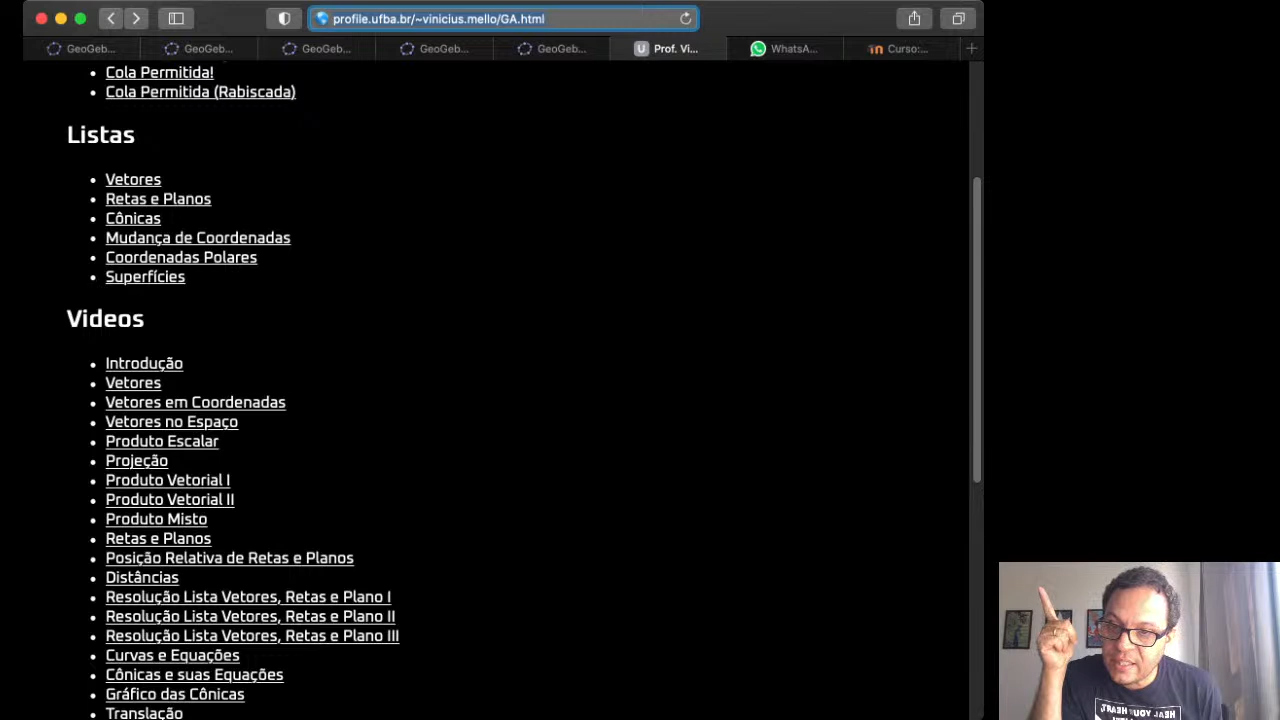 profile.ufba.br/~vinicius.mello/GA.html
GeoGeb...
GeoGeb...
GeoGeb...
GeoGeb...
GeoGeb...
U Prof. Vi...
WhatsA...
Curso:...
Cola Permitida!
Cola Permitida (Rabiscada)
Listas
Vetores
Retas e Planos
Cônicas
Mudança de Coordenadas
Coordenadas Polares
Superfícies
Videos
Introdução
Vetores
Vetores em Coordenadas
Vetores no Espaço
Produto Escalar
Projeção
Produto Vetorial I
Produto Vetorial II
Produto Misto
Retas e Planos
Posição Relativa de Retas e Planos
Distâncias
Resolução Lista Vetores, Retas e Plano I
Resolução Lista Vetores, Retas e Plano II
Resolução Lista Vetores, Retas e Plano III
Curvas e Equações
Cônicas e suas Equações
Gráfico das Cônicas
Translação